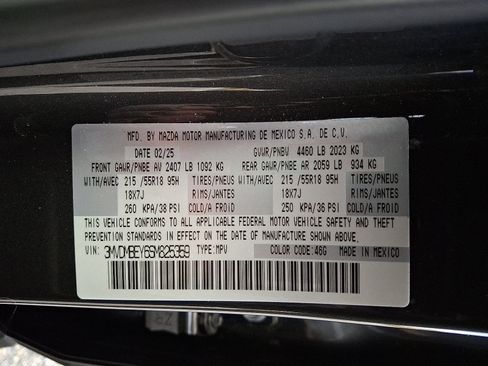 MFD. BY MAZDA MOTOR MANUFACTURING DE MEXICO S.A. DE C.V.
DATE 02/25 GVWR/PNBV 4460 LB 2023 KG
FRONT GAWR/PNBE AV 2407 LB 1092 KG REAR GAWR/PNBE AR 2059 LB 934 KG
WITH/AVEC 215 /55R18 95H TIRES/PNEUS WITH/AVEC 215 /55R18 95H TIRES/PNEUS
18X7J RIMS/JANTES 18X7J RIMS/JANTES
260 KPA/38 PSI COLD/A FROID 250 KPA/36 PSI COLD/A FROID
THIS VEHICLE CONFORMS TO ALL APPLICABLE FEDERAL MOTOR VEHICLE SAFETY AND THEFT
PREVENTION STANDARDS IN EFFECT ON THE DATE OF MANUFACTURE SHOWN ABOVE.
VIN: 3MVDMBEY6SM825359 TYPE:MPV COLOR CODE:46G MADE IN MEXICO